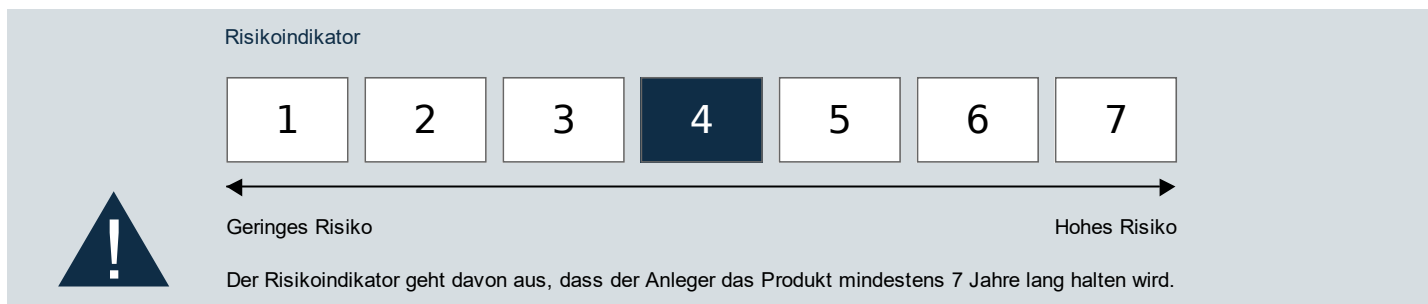 Risikoindikator
1 2 3 4 5 6 7
Geringes Risiko Hohes Risiko
!
Der Risikoindikator geht davon aus, dass der Anleger das Produkt mindestens 7 Jahre lang halten wird.